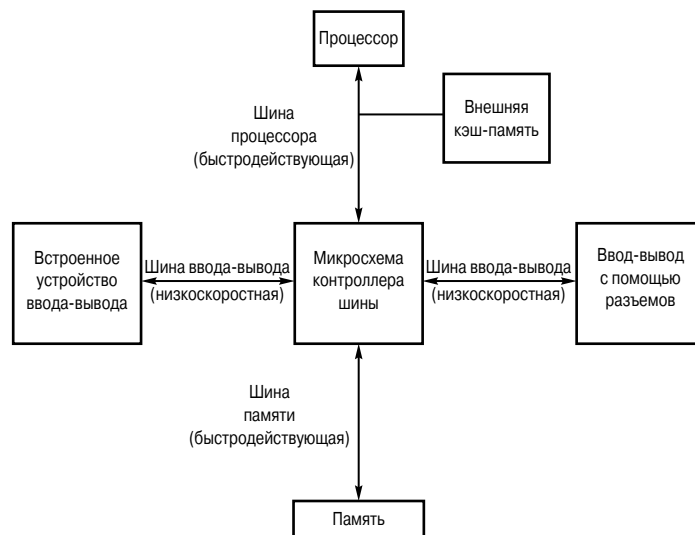 Процессор
Шина
процессора
(быстродействующая)
Внешняя
кэш-память
Встроенное
устройство
ввода-вывода
Шина ввода-вывода
(низкоскоростная)
Микросхема
контроллера
шины
Шина ввода-вывода
(низкоскоростная)
Ввод-вывод
с помощью
разъемов
Шина
памяти
(быстродействующая)
Память